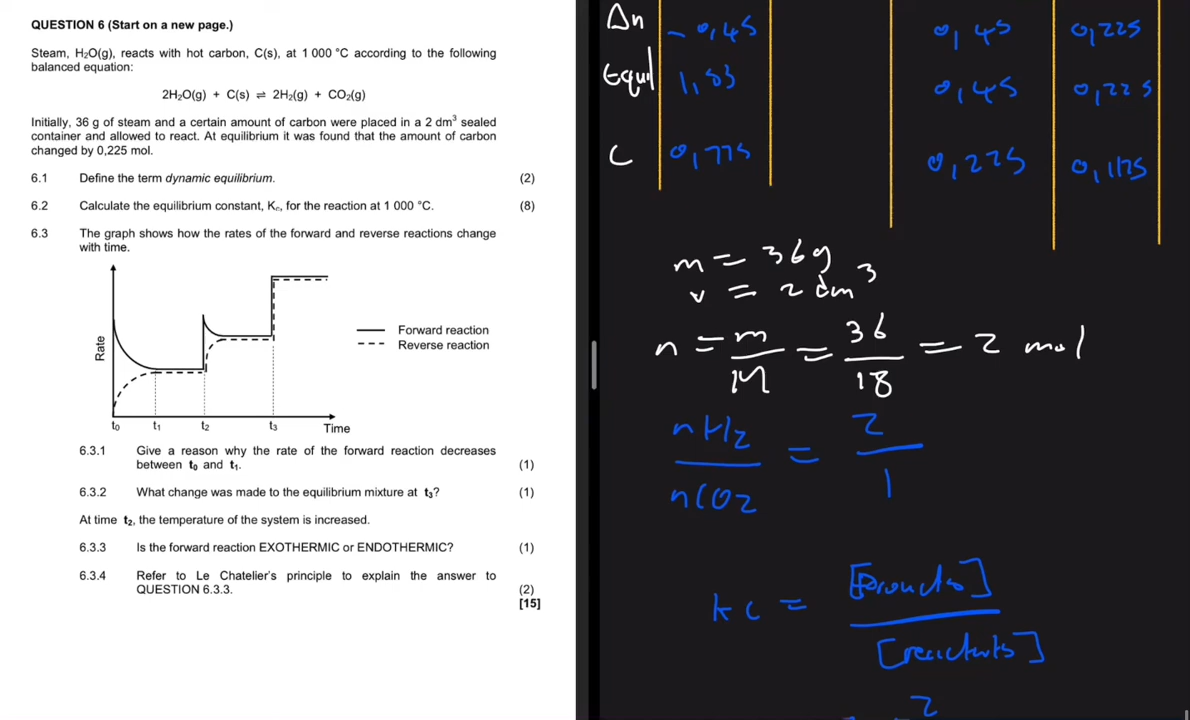 QUESTION 6 (Start on a new page.)
Steam, H₂O(g), reacts with hot carbon, C(s), at 1 000 °C according to the following
balanced equation:
2H₂O(g) + C(s) ⇌ 2H₂(g) + CO₂(g)
Initially, 36 g of steam and a certain amount of carbon were placed in a 2 dm³ sealed
container and allowed to react. At equilibrium it was found that the amount of carbon
changed by 0,225 mol.
6.1 Define the term dynamic equilibrium. (2)
6.2 Calculate the equilibrium constant, Kc, for the reaction at 1 000 °C. (8)
6.3 The graph shows how the rates of the forward and reverse reactions change
with time.
Rate
Forward reaction
Reverse reaction
t₀ t₁ t₂ t₃ Time
6.3.1 Give a reason why the rate of the forward reaction decreases
between t₀ and t₁. (1)
6.3.2 What change was made to the equilibrium mixture at t₃? (1)
At time t₂, the temperature of the system is increased.
6.3.3 Is the forward reaction EXOTHERMIC or ENDOTHERMIC? (1)
6.3.4 Refer to Le Chatelier's principle to explain the answer to
QUESTION 6.3.3. (2)
[15]
Δn -0,45 0,45 0,225
Equil 0,45 0,225
C 0,775 0,225 0,1125
m = 36g
v = 2 dm³
n = m/M = 36/18 = 2 mol
nH₂/nCO₂ = 2/1
kc = [Products]/[reactants]
2